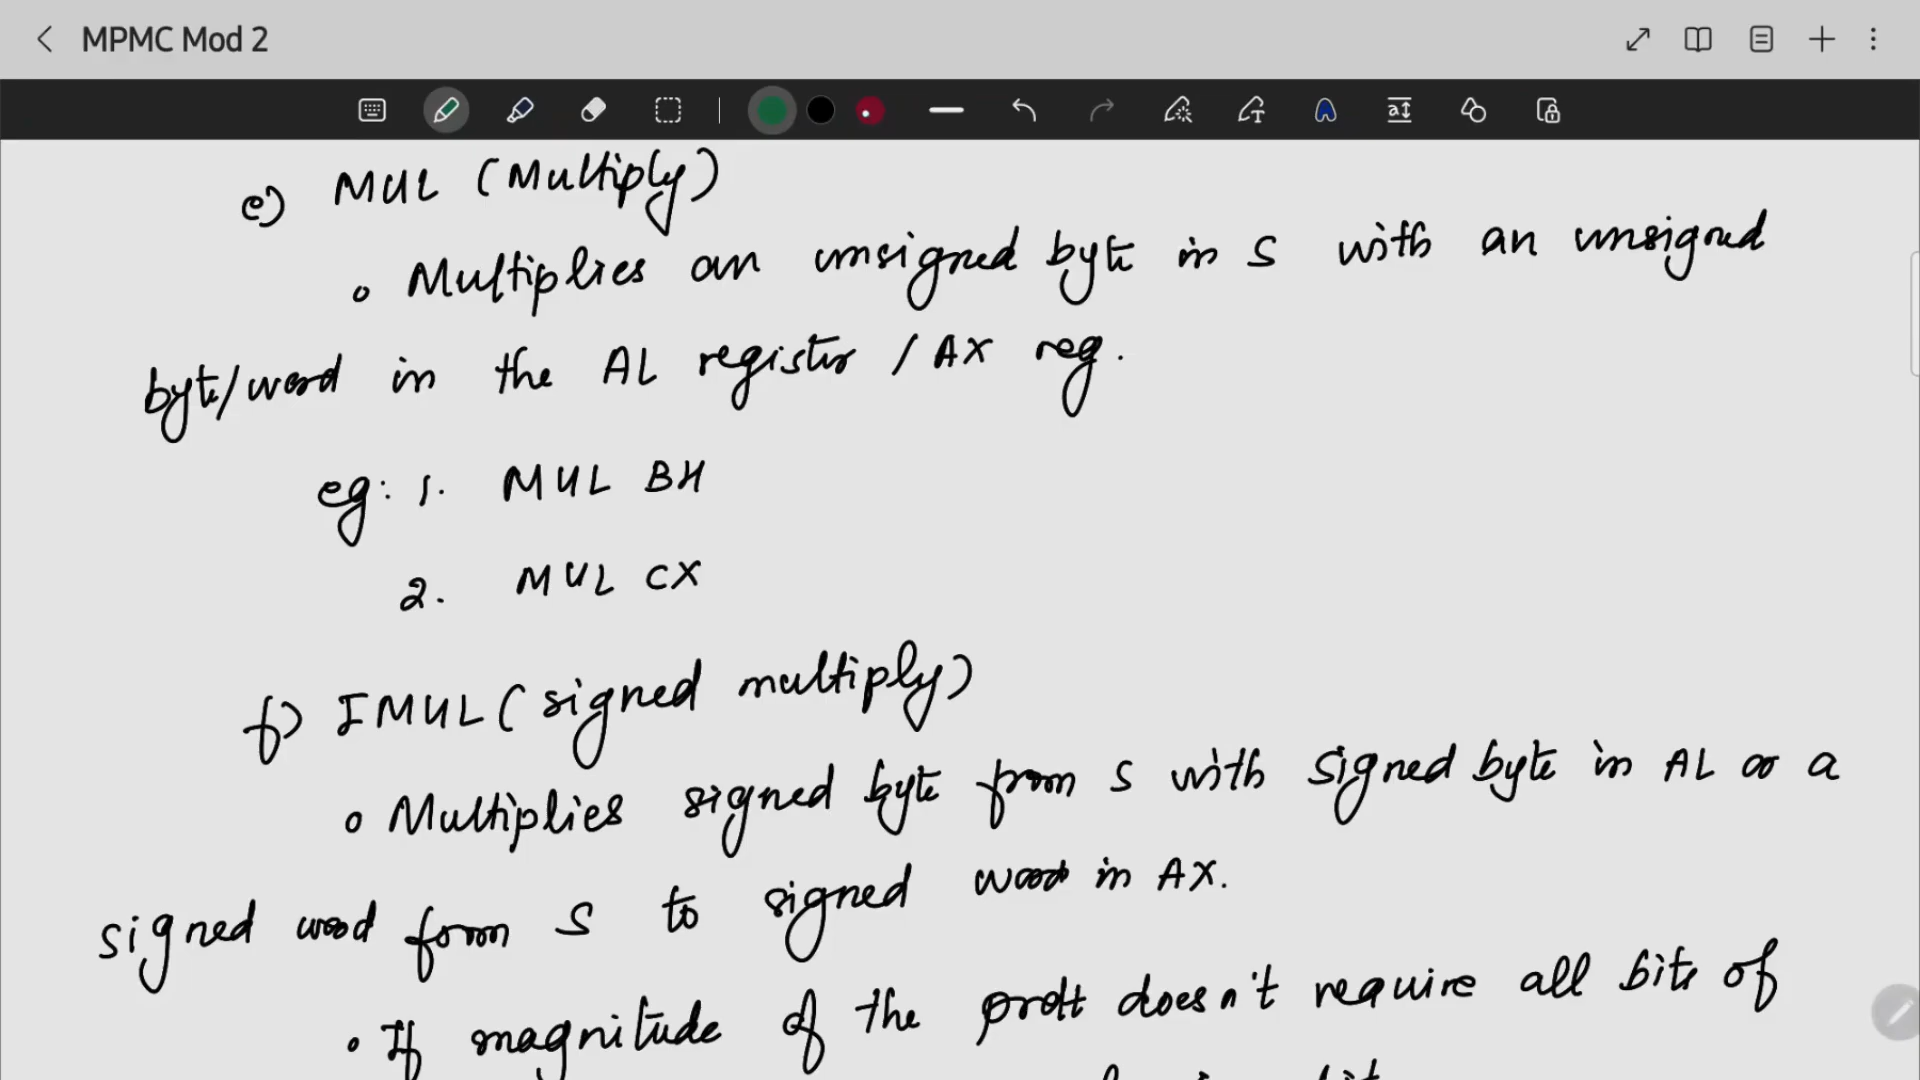 MPMC Mod 2
e) MUL (Multiply)
o Multiplies an unsigned byte in S with an unsigned
byte/word in the AL register / AX reg.
eg: 1. MUL BH
2. MUL CX
f) IMUL (signed multiply)
o Multiplies signed byte from S with signed byte in AL or a
signed word from S to signed word in AX.
• If magnitude of the prdt doesn't require all bits of